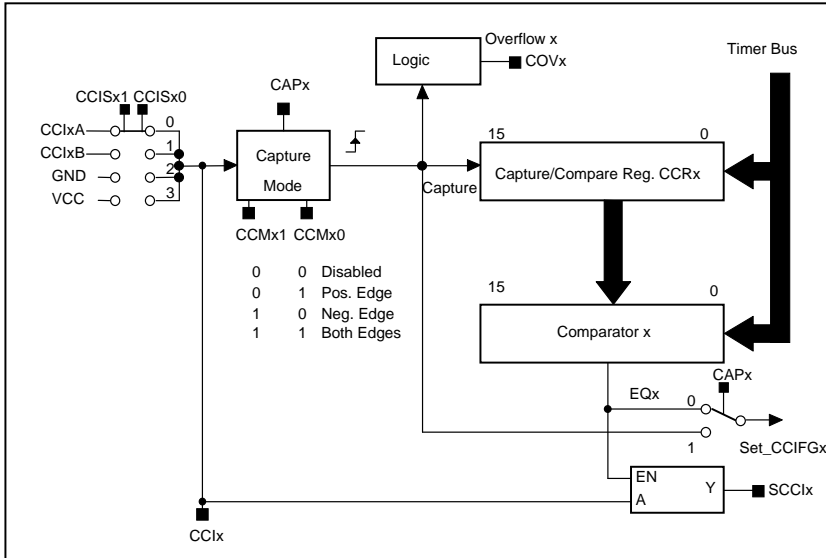 Overflow x
Logic
COVx
Timer Bus
CCISx1 CCISx0
CAPx
0
CCIxA
1
CCIxB
2
GND
3
VCC
Capture
Mode
15
0
Capture
Capture/Compare Reg. CCRx
CCMx1 CCMx0
0 0 Disabled
0 1 Pos. Edge
1 0 Neg. Edge
1 1 Both Edges
15
0
Comparator x
CAPx
EQx
0
1
Set_CCIFGx
EN
A
Y
SCCIx
CCIx